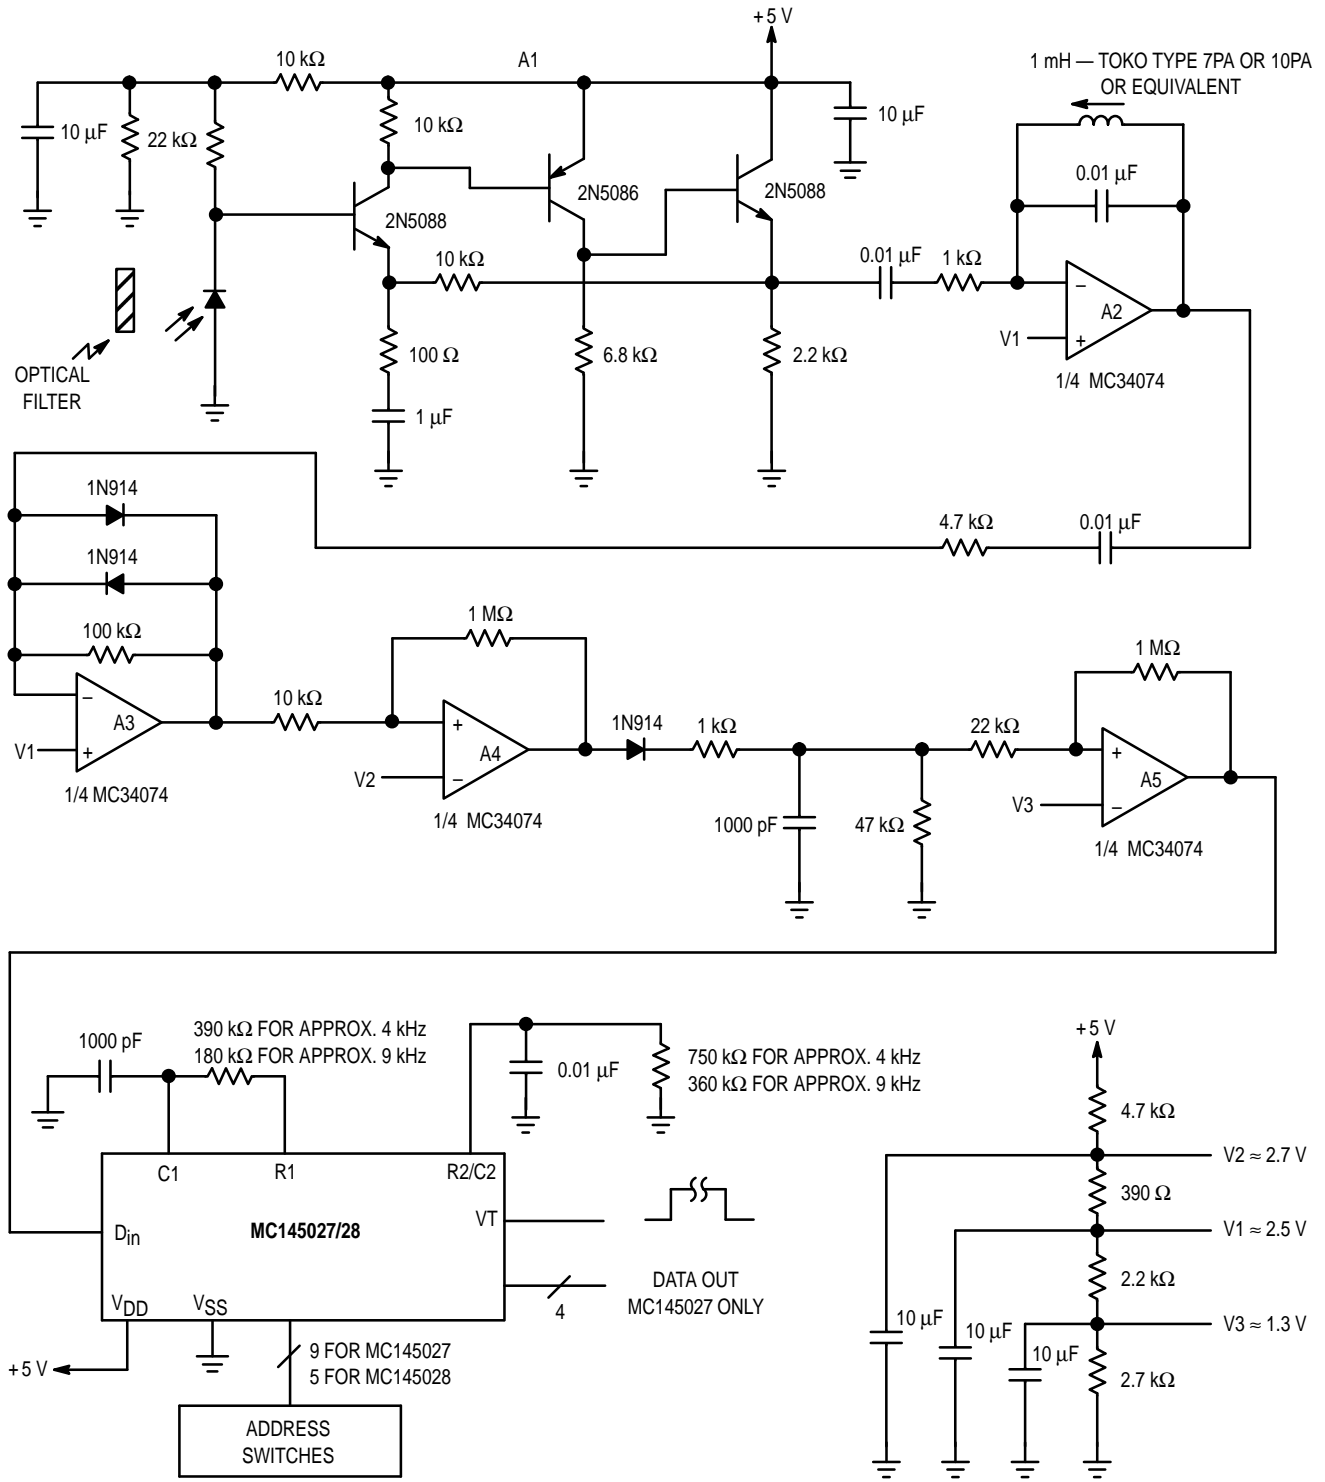 +5 V
10 kΩ
A1
1 mH — TOKO TYPE 7PA OR 10PA
OR EQUIVALENT
10 μF
22 kΩ
10 kΩ
10 μF
2N5088
2N5086
2N5088
0.01 μF
10 kΩ
0.01 μF
1 kΩ
–
A2
V1
+
1/4 MC34074
OPTICAL
FILTER
100 Ω
6.8 kΩ
2.2 kΩ
1 μF
1N914
1N914
100 kΩ
4.7 kΩ
0.01 μF
–
A3
V1
+
1/4 MC34074
10 kΩ
1 MΩ
+
A4
V2
–
1/4 MC34074
1N914
1 kΩ
1000 pF
47 kΩ
22 kΩ
1 MΩ
+
A5
V3
–
1/4 MC34074
1000 pF
390 kΩ FOR APPROX. 4 kHz
180 kΩ FOR APPROX. 9 kHz
0.01 μF
750 kΩ FOR APPROX. 4 kHz
360 kΩ FOR APPROX. 9 kHz
C1
R1
R2/C2
Din
MC145027/28
VT
VDD
VSS
4
DATA OUT
MC145027 ONLY
+5 V
9 FOR MC145027
5 FOR MC145028
ADDRESS
SWITCHES
+5 V
4.7 kΩ
V2 ≈ 2.7 V
390 Ω
V1 ≈ 2.5 V
2.2 kΩ
V3 ≈ 1.3 V
10 μF
10 μF
10 μF
2.7 kΩ